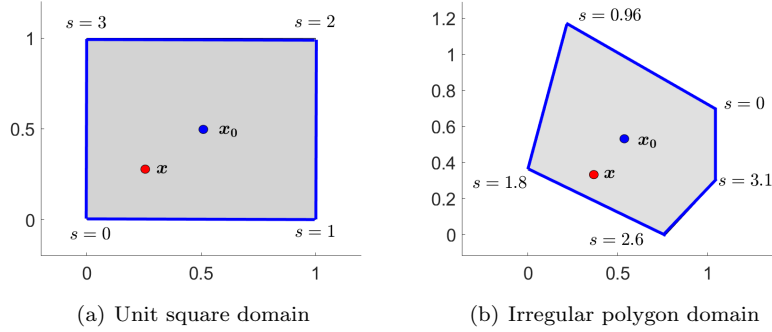 s = 3
s = 2
1
0.5
x₀
x
0
s = 0
s = 1
0
0.5
1
(a) Unit square domain
s = 0.96
1.2
1
0.8
0.6
0.4
0.2
0
s = 0
x₀
x
s = 1.8
s = 3.1
s = 2.6
0
0.5
1
(b) Irregular polygon domain